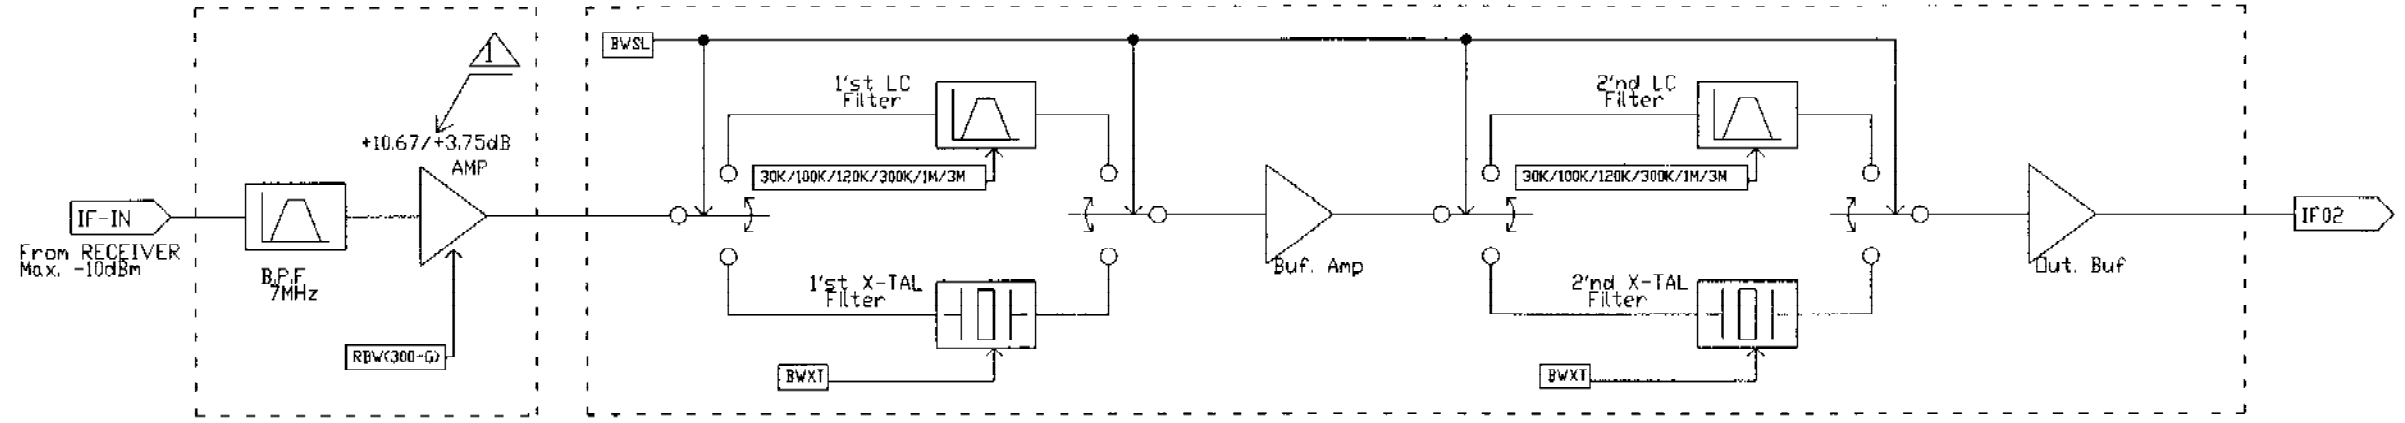 1
BWSL
1'st LC
Filter
2'nd LC
Filter
+10.67/+3.75dB
AMP
30K/100K/120K/300K/1M/3M
30K/100K/120K/300K/1M/3M
IF-IN
IF02
From RECEIVER
Max. -10dBm
B.P.F
7MHz
Buf. Amp
Out. Buf
1'st X-TAL
Filter
2'nd X-TAL
Filter
RBW(300-G)
BWXT
BWXT